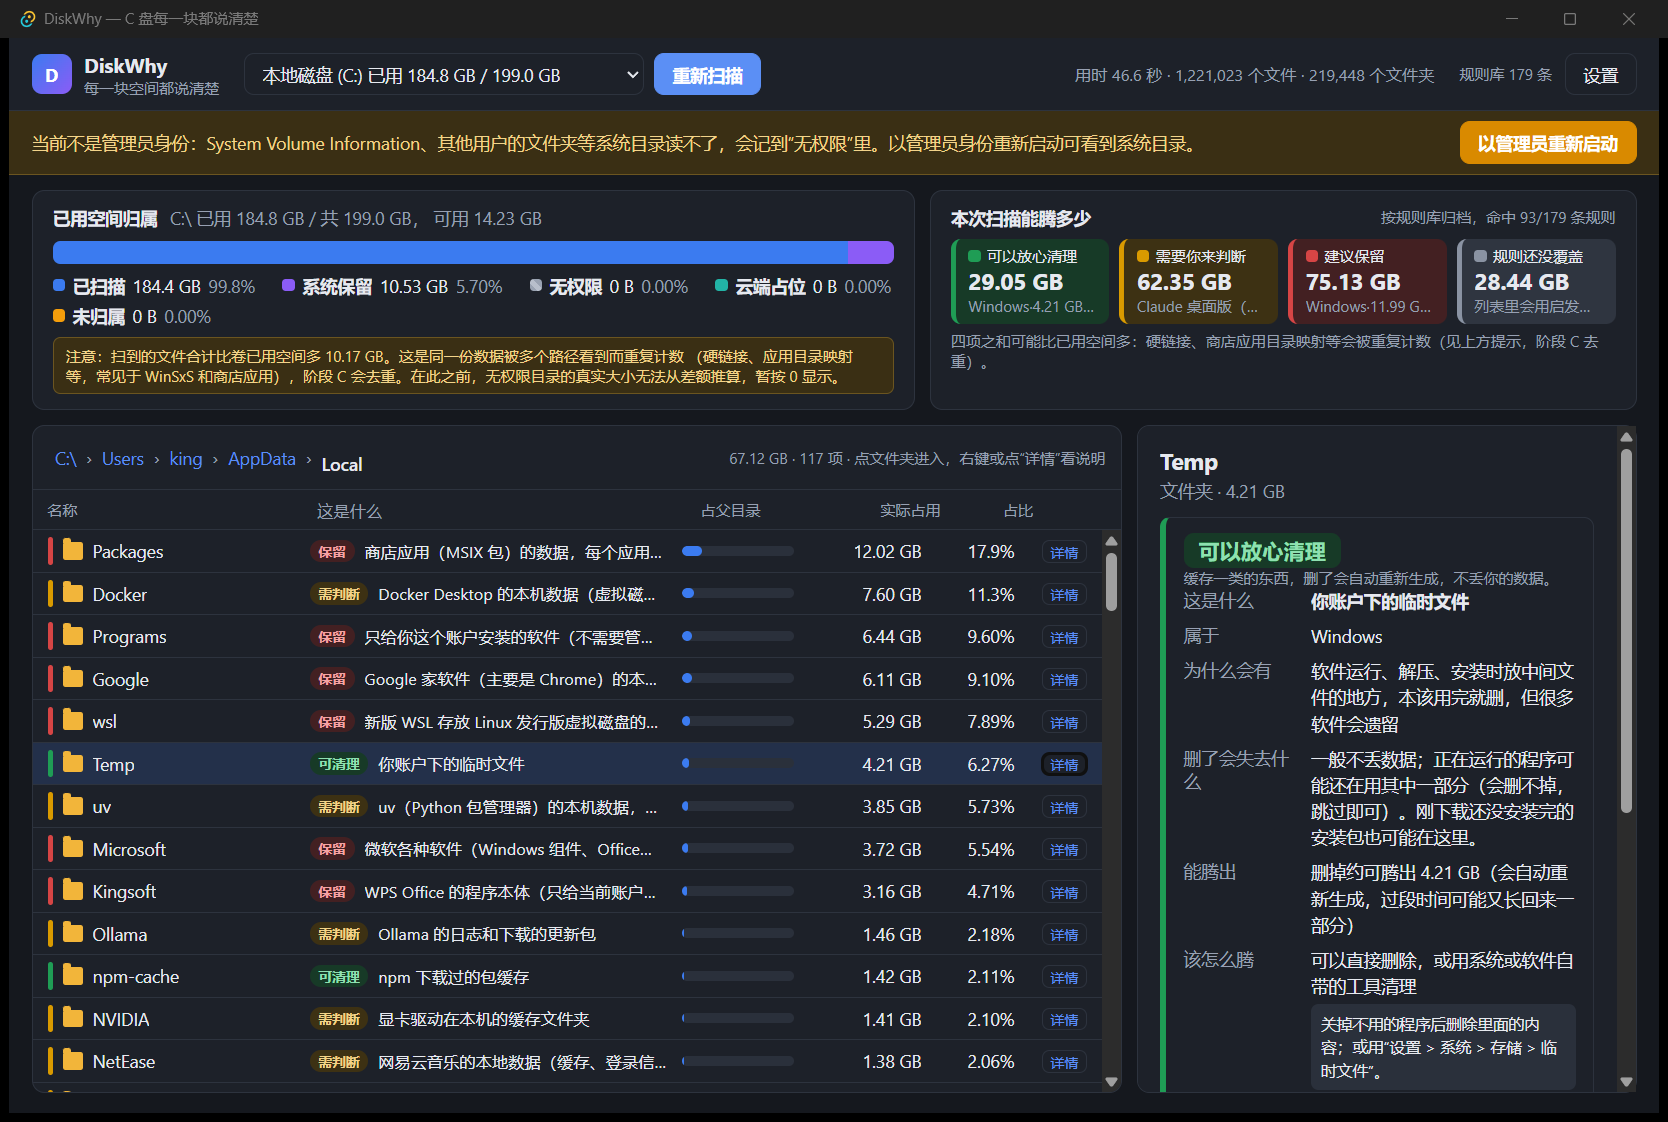 DiskWhy — C 盘每一块都说清楚
D
DiskWhy
每一块空间都说清楚
本地磁盘 (C:) 已用 184.8 GB / 199.0 GB
重新扫描
用时 46.6 秒 · 1,221,023 个文件 · 219,448 个文件夹
规则库 179 条
设置
当前不是管理员身份：System Volume Information、其他用户的文件夹等系统目录读不了，会记到“无权限”里。以管理员身份重新启动可看到系统目录。
以管理员重新启动
已用空间归属 C:\ 已用 184.8 GB / 共 199.0 GB， 可用 14.23 GB
已扫描 184.4 GB 99.8% 系统保留 10.53 GB 5.70% 无权限 0 B 0.00% 云端占位 0 B 0.00%
未归属 0 B 0.00%
注意：扫到的文件合计比卷已用空间多 10.17 GB。这是同一份数据被多个路径看到而重复计数 （硬链接、应用目录映射
等，常见于 WinSxS 和商店应用），阶段 C 会去重。在此之前，无权限目录的真实大小无法从差额推算，暂按 0 显示。
本次扫描能腾多少
按规则库归档，命中 93/179 条规则
可以放心清理
29.05 GB
Windows·4.21 GB...
需要你来判断
62.35 GB
Claude 桌面版（...
建议保留
75.13 GB
Windows·11.99 G...
规则还没覆盖
28.44 GB
列表里会用启发...
四项之和可能比已用空间多：硬链接、商店应用目录映射等会被重复计数（见上方提示，阶段 C 去
重）。
C:\ › Users › king › AppData › Local
67.12 GB · 117 项 · 点文件夹进入，右键或点“详情”看说明
名称 这是什么 占父目录 实际占用 占比
Packages 保留 商店应用（MSIX 包）的数据，每个应用... 12.02 GB 17.9% 详情
Docker 需判断 Docker Desktop 的本机数据（虚拟磁... 7.60 GB 11.3% 详情
Programs 保留 只给你这个账户安装的软件（不需要管... 6.44 GB 9.60% 详情
Google 保留 Google 家软件（主要是 Chrome）的本... 6.11 GB 9.10% 详情
wsl 保留 新版 WSL 存放 Linux 发行版虚拟磁盘的... 5.29 GB 7.89% 详情
Temp 可清理 你账户下的临时文件 4.21 GB 6.27% 详情
uv 需判断 uv（Python 包管理器）的本机数据，... 3.85 GB 5.73% 详情
Microsoft 保留 微软各种软件（Windows 组件、Office... 3.72 GB 5.54% 详情
Kingsoft 保留 WPS Office 的程序本体（只给当前账户... 3.16 GB 4.71% 详情
Ollama 需判断 Ollama 的日志和下载的更新包 1.46 GB 2.18% 详情
npm-cache 可清理 npm 下载过的包缓存 1.42 GB 2.11% 详情
NVIDIA 需判断 显卡驱动在本机的缓存文件夹 1.41 GB 2.10% 详情
NetEase 需判断 网易云音乐的本地数据（缓存、登录信... 1.38 GB 2.06% 详情
Temp
文件夹 · 4.21 GB
可以放心清理
缓存一类的东西，删了会自动重新生成，不丢你的数据。
这是什么 你账户下的临时文件
属于 Windows
为什么会有 软件运行、解压、安装时放中间文
件的地方，本该用完就删，但很多
软件会遗留
删了会失去什 一般不丢数据；正在运行的程序可
么 能还在用其中一部分（会删不掉，
跳过即可）。刚下载还没安装完的
安装包也可能在这里。
能腾出 删掉约可腾出 4.21 GB（会自动重
新生成，过段时间可能又长回来一
部分）
该怎么腾 可以直接删除，或用系统或软件自
带的工具清理
关掉不用的程序后删除里面的内
容；或用“设置 > 系统 > 存储 > 临
时文件”。